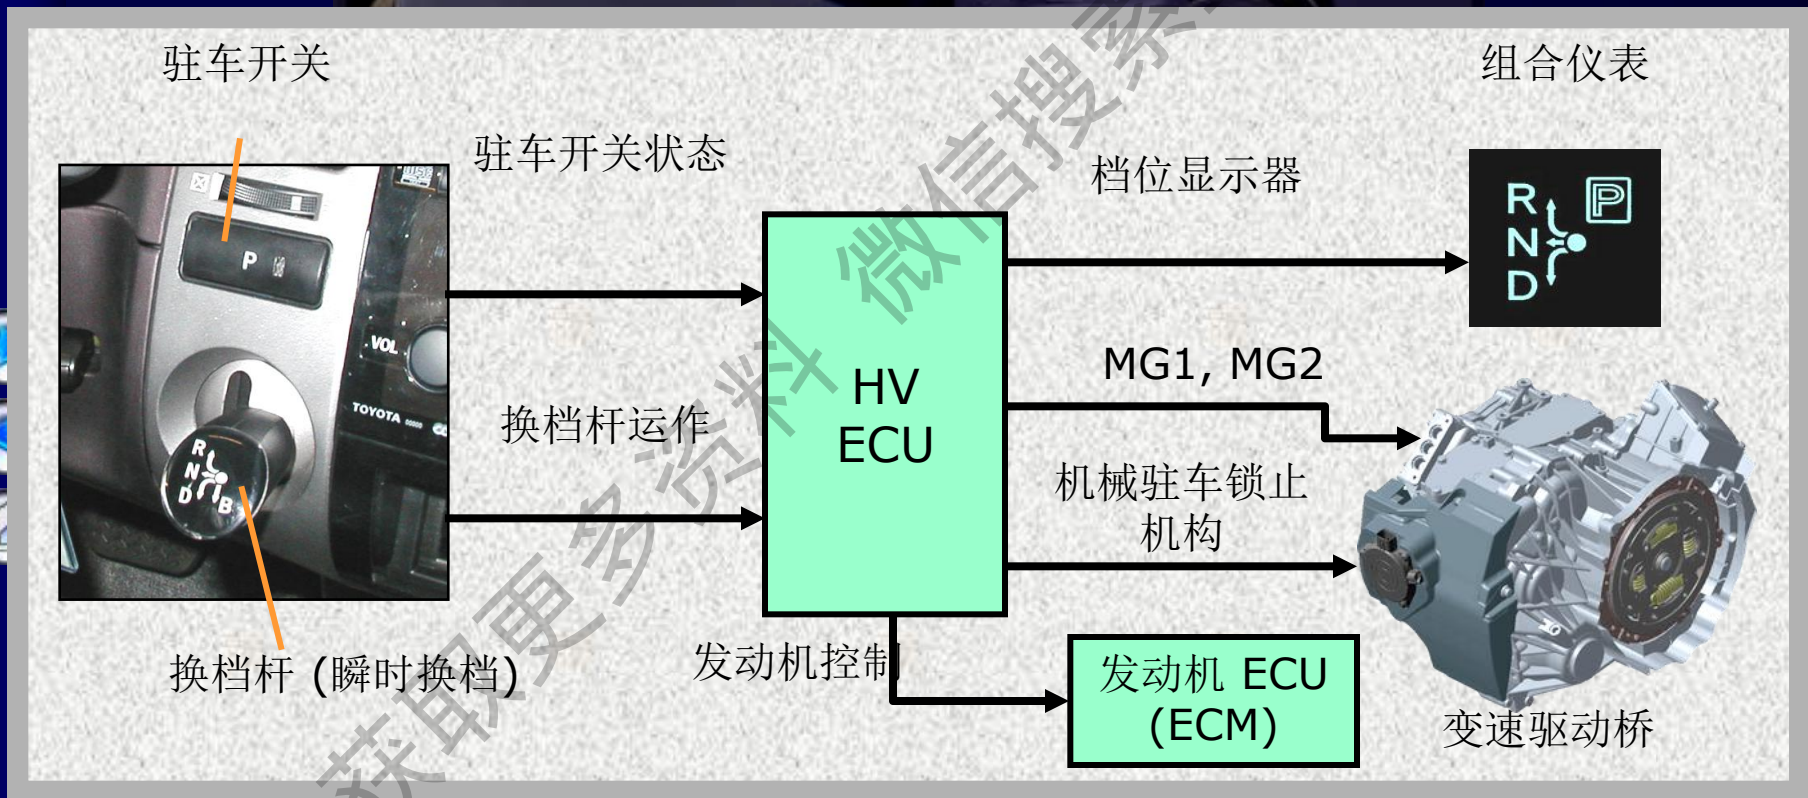 驻车开关
组合仪表
驻车开关状态
档位显示器
R
P
N
D
P
VOL
TOYOTA
MG1, MG2
HV
ECU
换档杆运作
R
N
D
B
机械驻车锁止
机构
换档杆 (瞬时换档)
发动机控制
发动机 ECU
(ECM)
变速驱动桥
获取更多资料 微信搜索